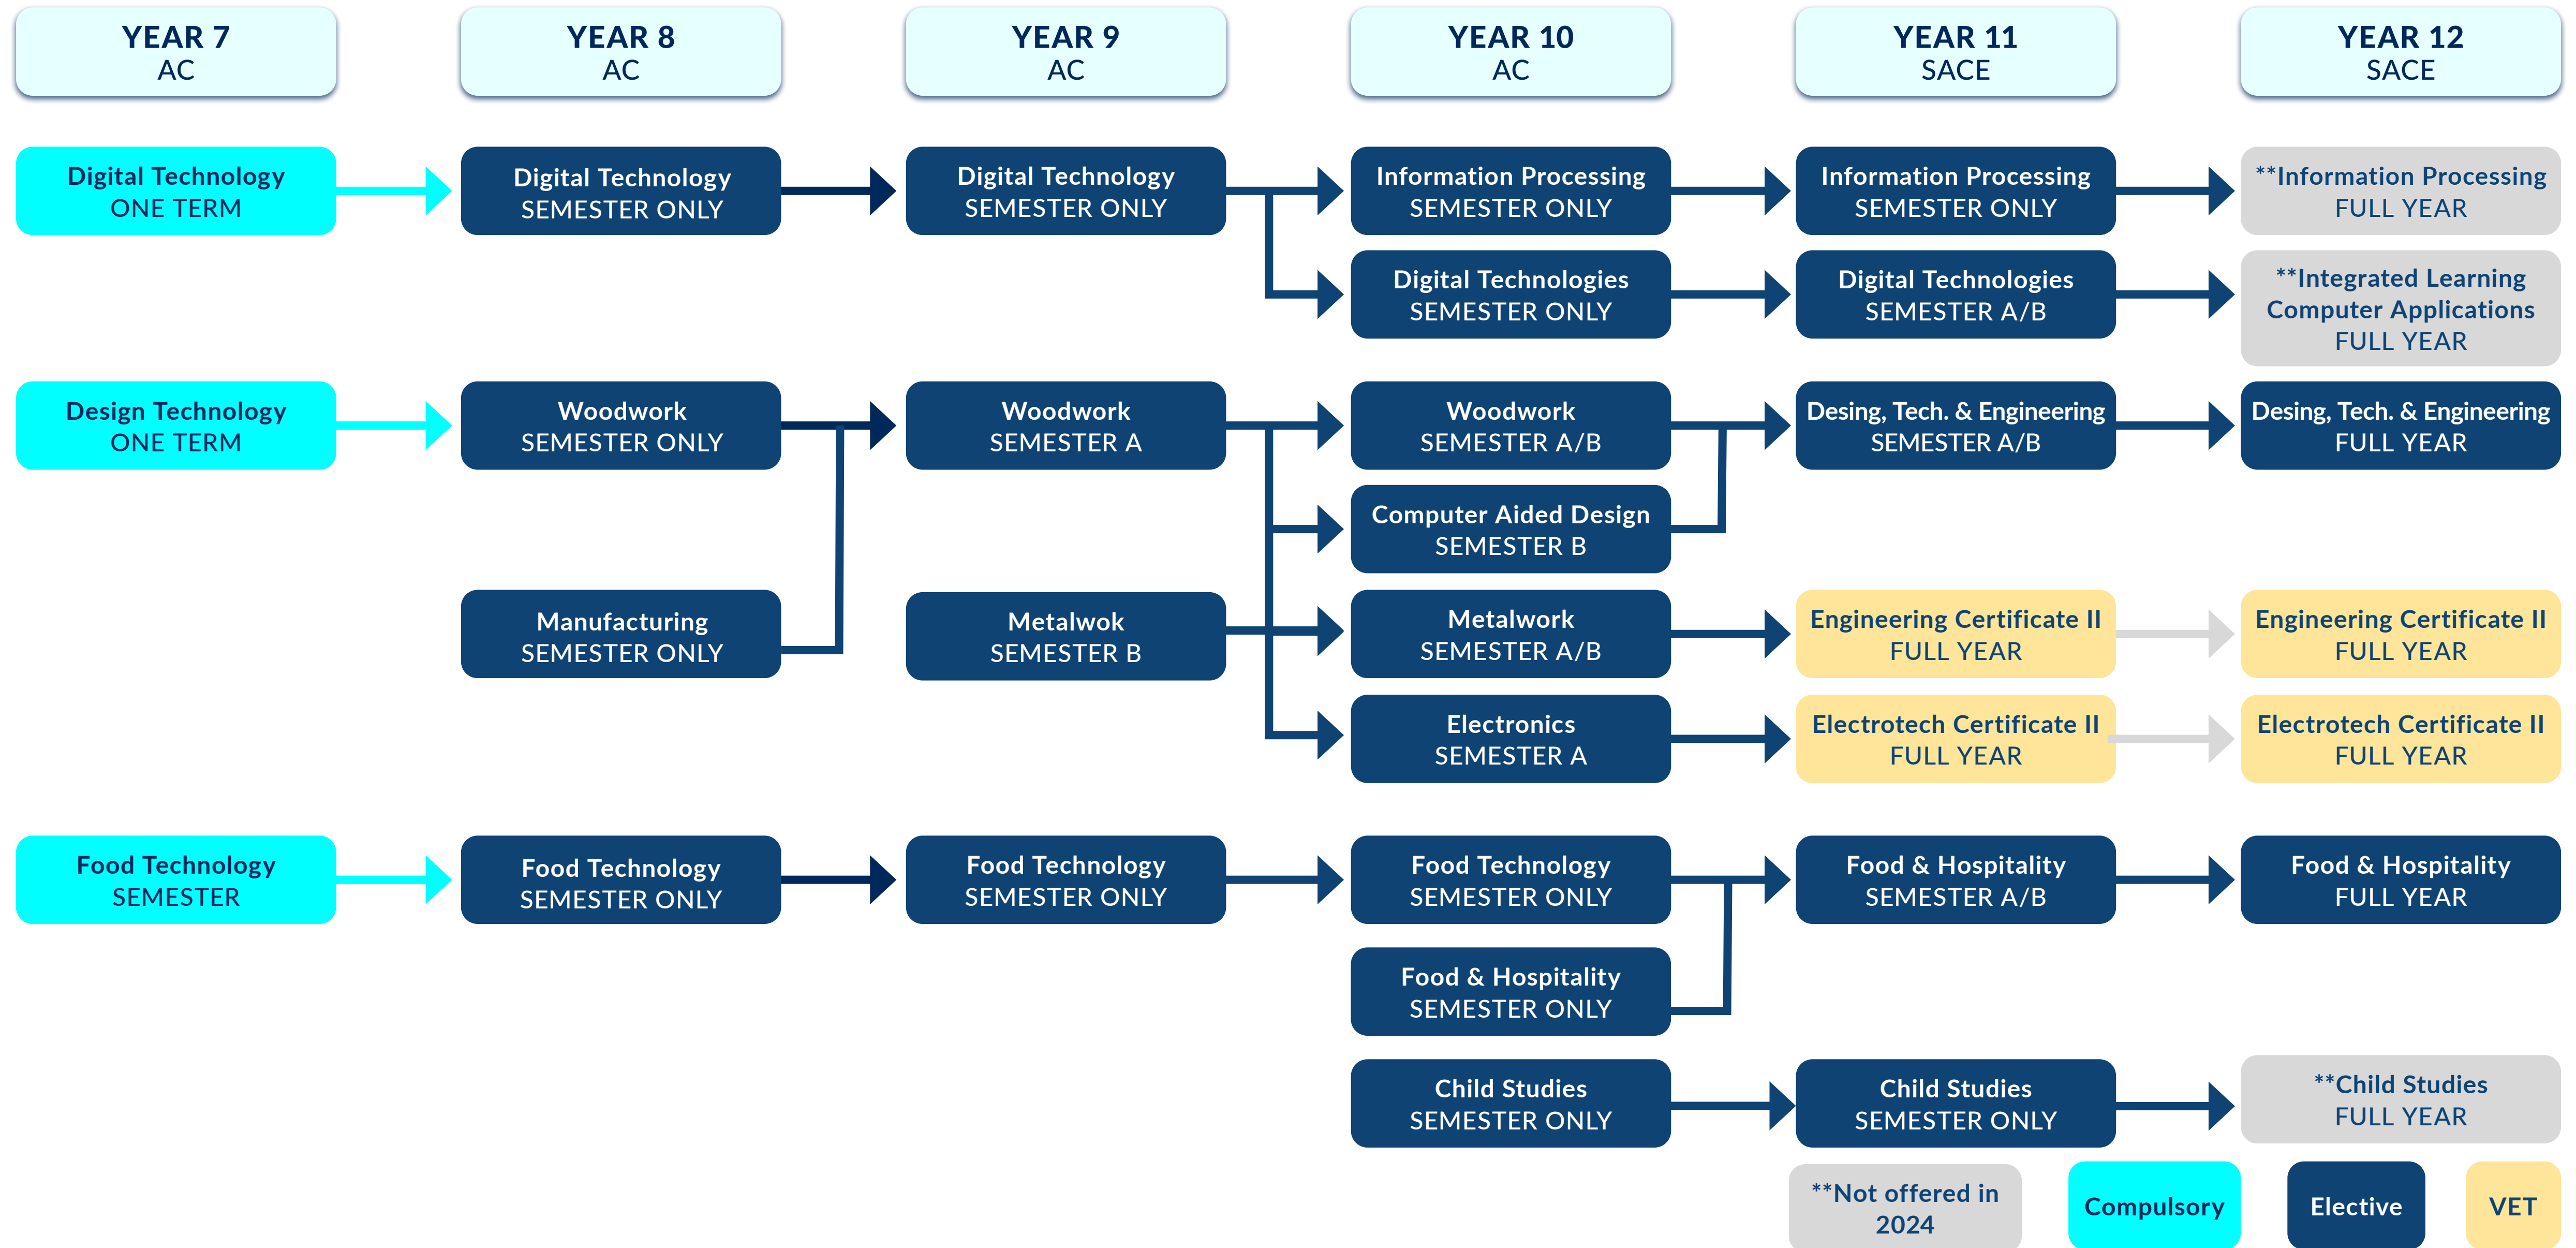 YEAR 7
AC
YEAR 8
AC
YEAR 9
AC
YEAR 10
AC
YEAR 11
SACE
YEAR 12
SACE
Digital Technology
ONE TERM
Digital Technology
SEMESTER ONLY
Digital Technology
SEMESTER ONLY
Information Processing
SEMESTER ONLY
Information Processing
SEMESTER ONLY
**Information Processing
FULL YEAR
Digital Technologies
SEMESTER ONLY
Digital Technologies
SEMESTER A/B
**Integrated Learning
Computer Applications
FULL YEAR
Design Technology
ONE TERM
Woodwork
SEMESTER ONLY
Woodwork
SEMESTER A
Woodwork
SEMESTER A/B
Desing, Tech. & Engineering
SEMESTER A/B
Desing, Tech. & Engineering
FULL YEAR
Computer Aided Design
SEMESTER B
Manufacturing
SEMESTER ONLY
Metalwok
SEMESTER B
Metalwork
SEMESTER A/B
Engineering Certificate II
FULL YEAR
Engineering Certificate II
FULL YEAR
Electronics
SEMESTER A
Electrotech Certificate II
FULL YEAR
Electrotech Certificate II
FULL YEAR
Food Technology
SEMESTER
Food Technology
SEMESTER ONLY
Food Technology
SEMESTER ONLY
Food Technology
SEMESTER ONLY
Food & Hospitality
SEMESTER A/B
Food & Hospitality
FULL YEAR
Food & Hospitality
SEMESTER ONLY
Child Studies
SEMESTER ONLY
Child Studies
SEMESTER ONLY
**Child Studies
FULL YEAR
**Not offered in
2024
Compulsory
Elective
VET